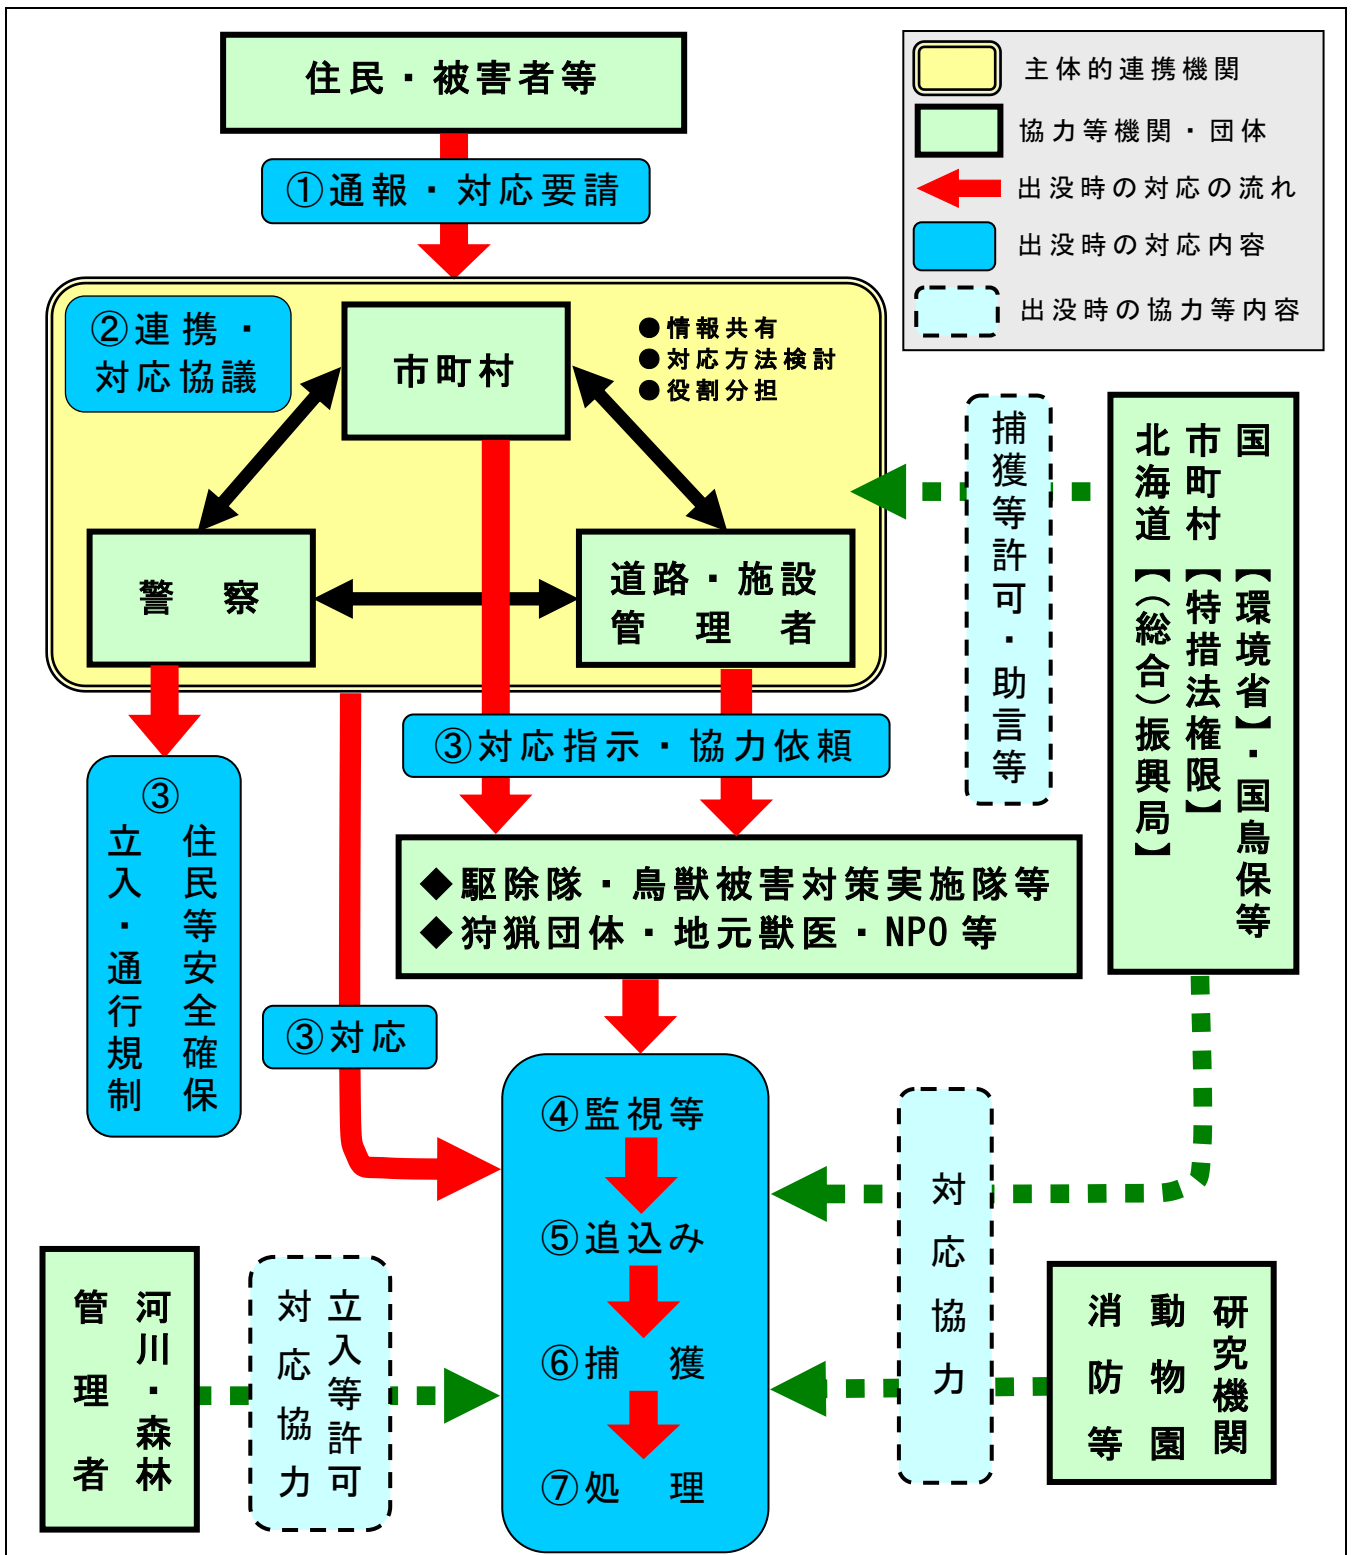 住民・被害者等
①通報・対応要請
主体的連携機関
協力等機関・団体
出没時の対応の流れ
出没時の対応内容
出没時の協力等内容
②連携・
対応協議
市町村
●情報共有
●対応方法検討
●役割分担
警察
道路・施設
管理者
捕獲等許可・助言等
国【環境省】・国鳥保等
市町村【特措法権限】
北海道【（総合）振興局】
③対応指示・協力依頼
③
住民等安全確保
立入・通行規制
◆駆除隊・鳥獣被害対策実施隊等
◆狩猟団体・地元獣医・NPO等
③対応
④監視等
⑤追込み
⑥捕獲
⑦処理
対応協力
河川・森林
管理者
立入等許可
対応協力
研究機関
動物園
消防等